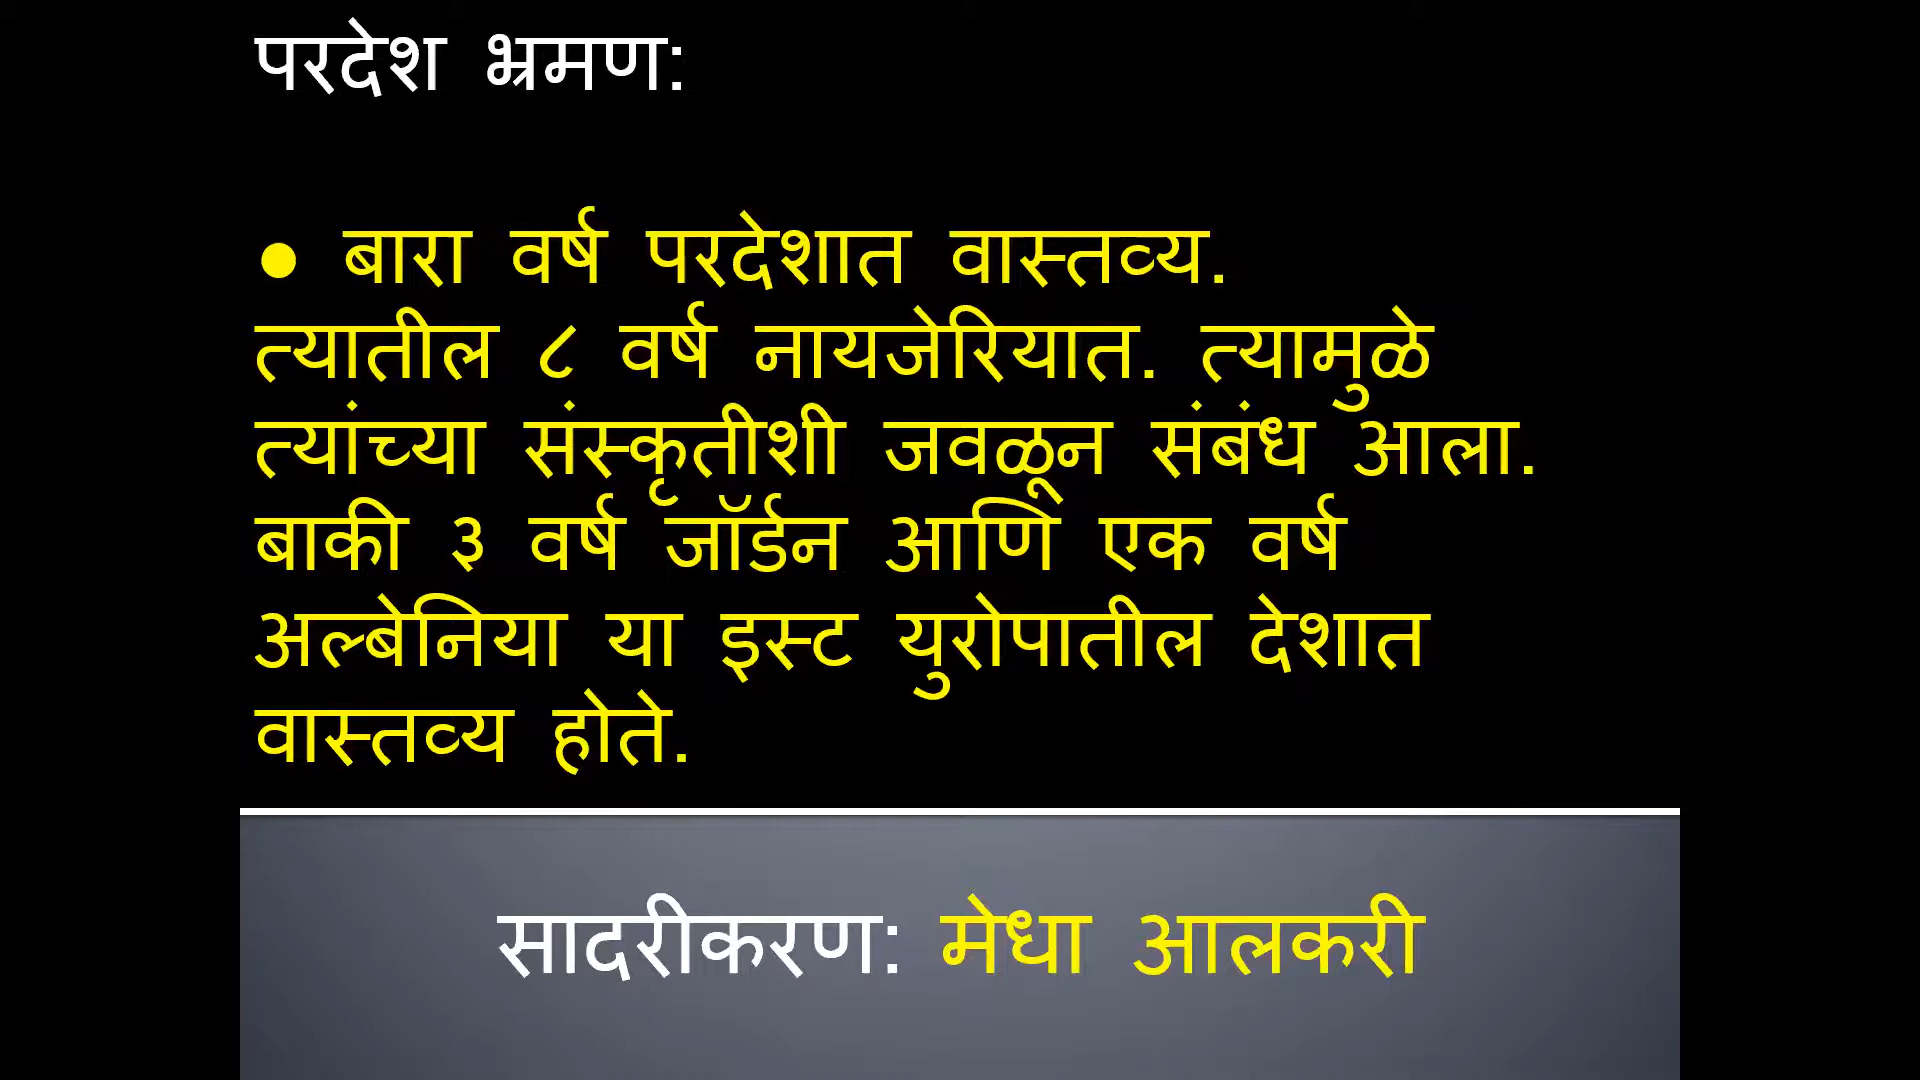 परदेश भ्रमण:
● बारा वर्ष परदेशात वास्तव्य.
त्यातील ८ वर्ष नायजेरियात. त्यामुळे
त्यांच्या संस्कृतीशी जवळून संबंध आला.
बाकी ३ वर्ष जॉर्डन आणि एक वर्ष
अल्बेनिया या इस्ट युरोपातील देशात
वास्तव्य होते.
सादरीकरण: मेधा आलकरी